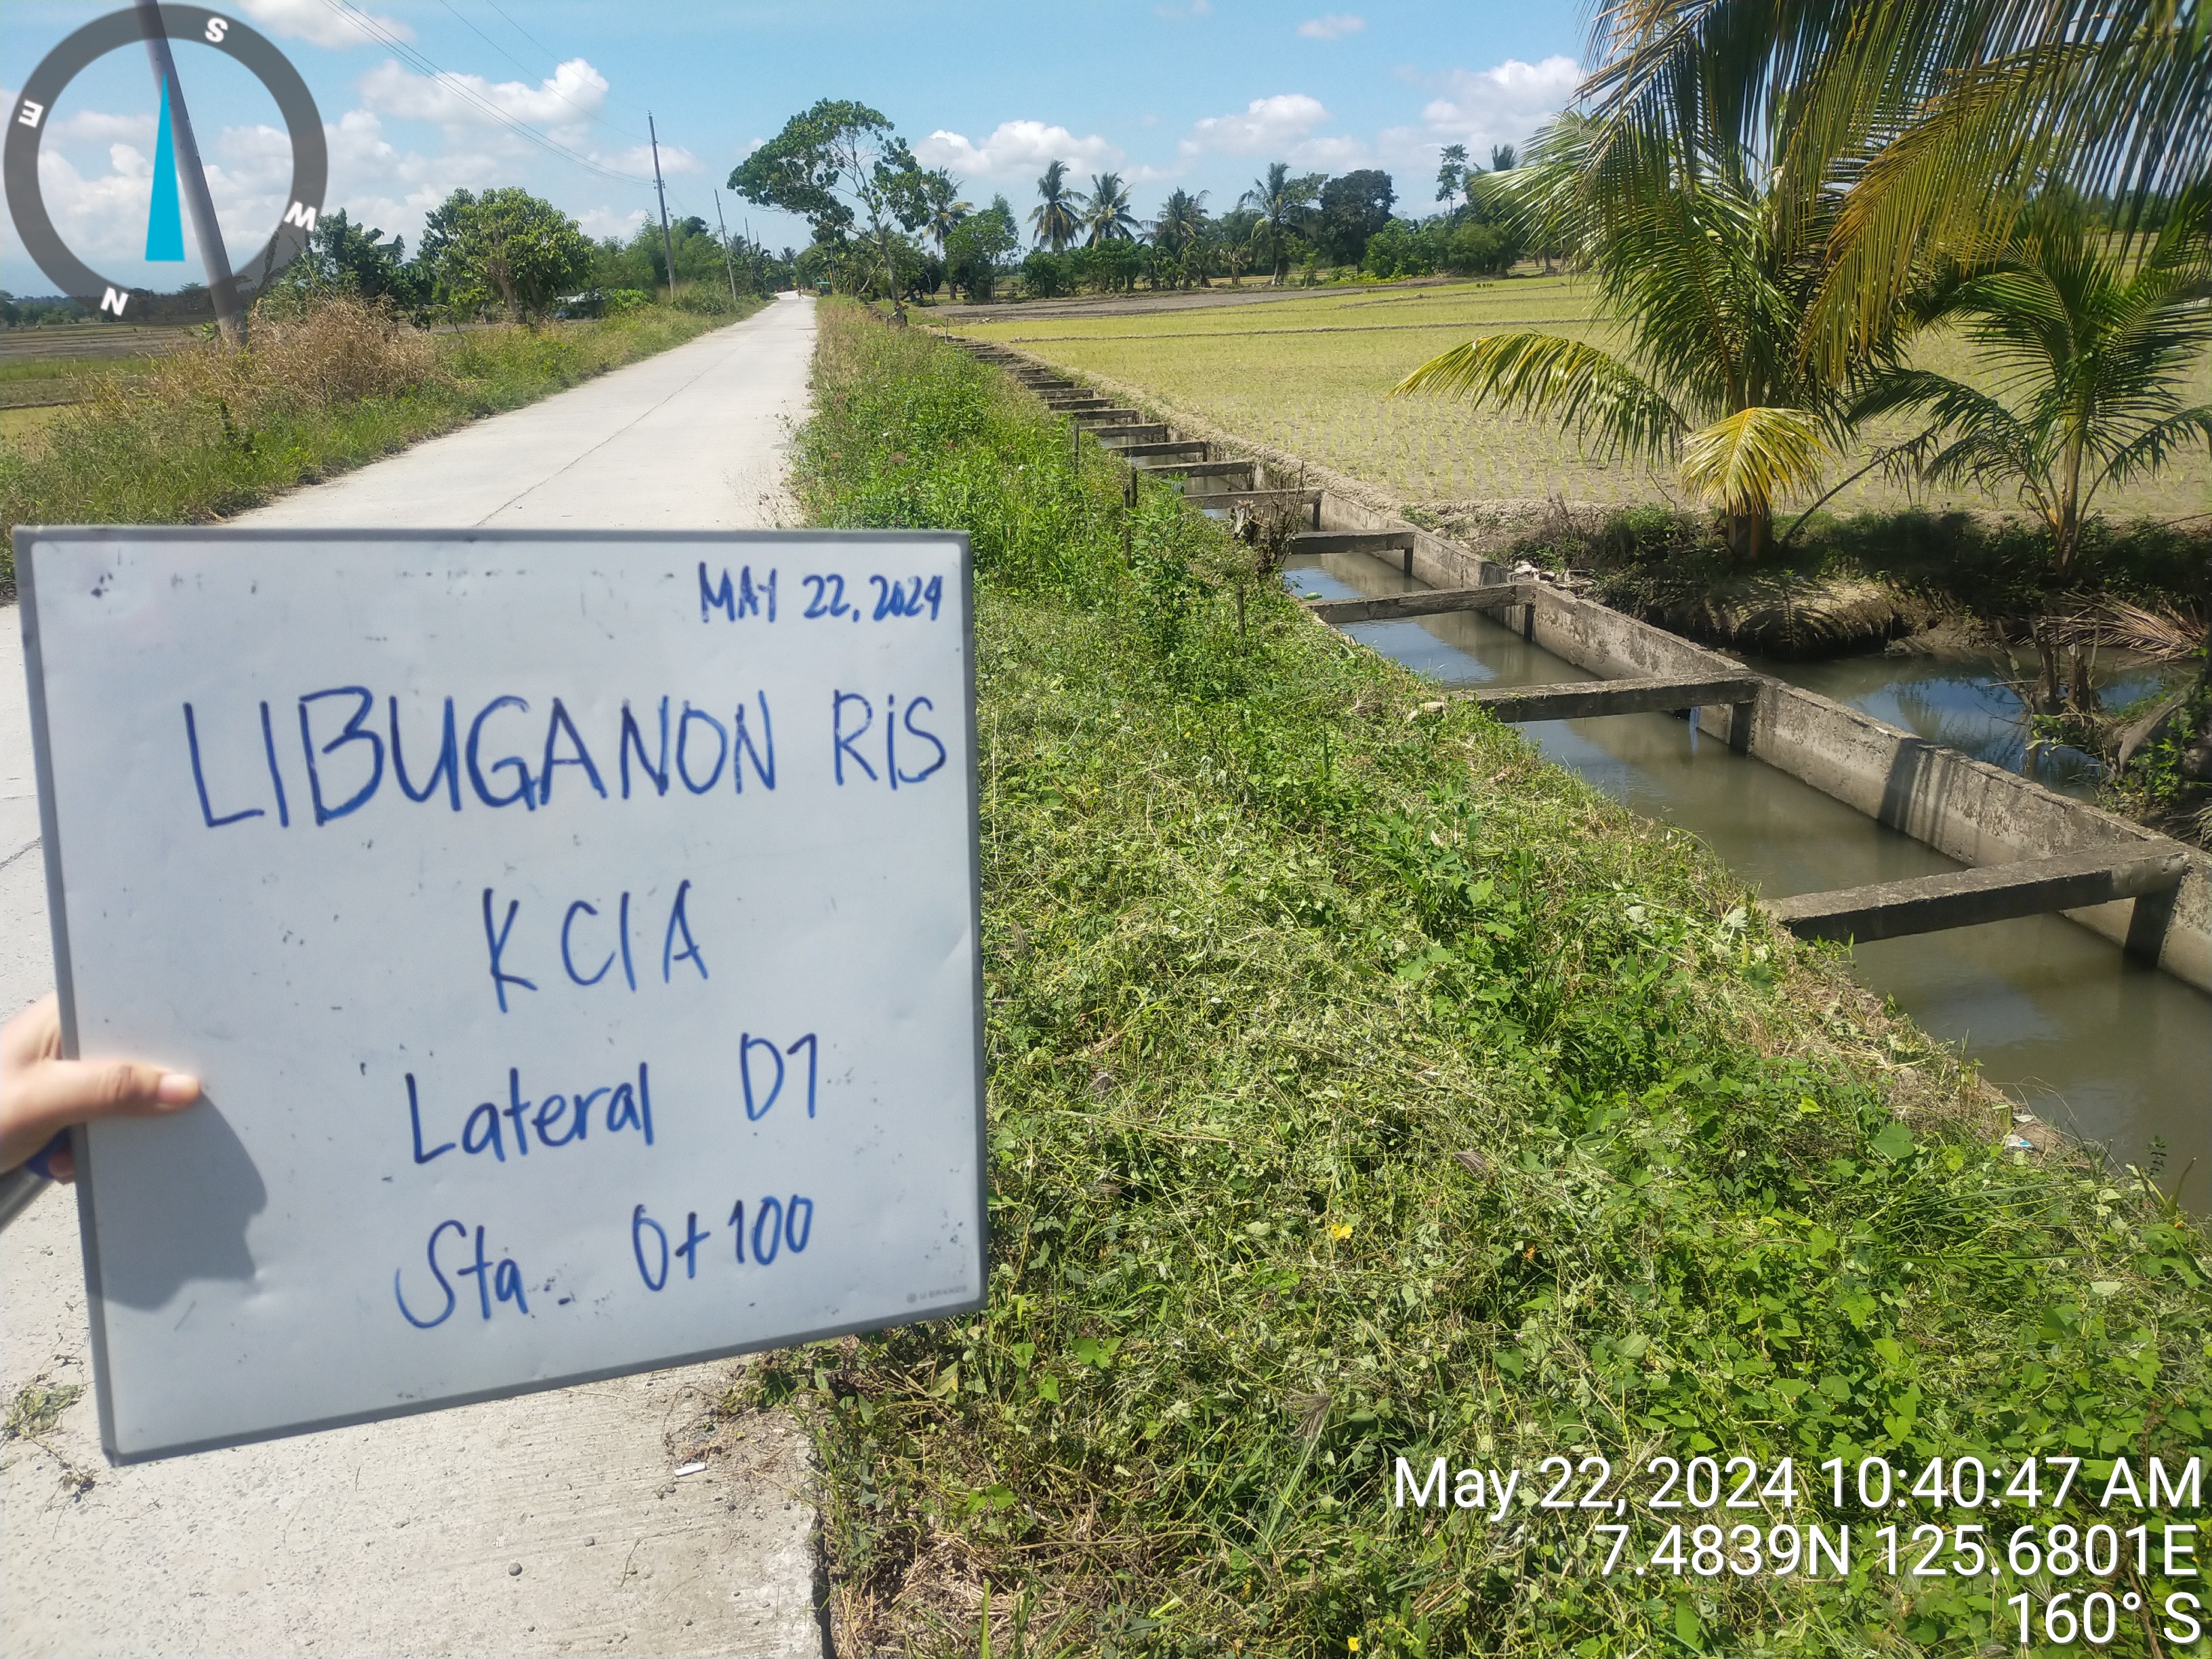 S
E
W
N
MAY 22, 2024
LIBUGANON RIS
KCIA
Lateral D1
Sta. 0+100
U BRANDS
May 22, 2024 10:40:47 AM
7.4839N 125.6801E
160° S